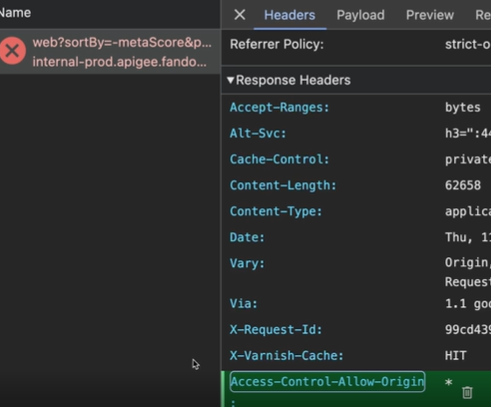 Name
Headers
Payload
Preview
Re
web?sortBy=-metaScore&p...
internal-prod.apigee.fando...
Referrer Policy:
strict-o
▼Response Headers
Accept-Ranges:
bytes
Alt-Svc:
h3=":44
Cache-Control:
private
Content-Length:
62658
Content-Type:
applica
Date:
Thu, 11
Vary:
Origin,
Request
Via:
1.1 goo
X-Request-Id:
99cd439
X-Varnish-Cache:
HIT
Access-Control-Allow-Origin
:
*